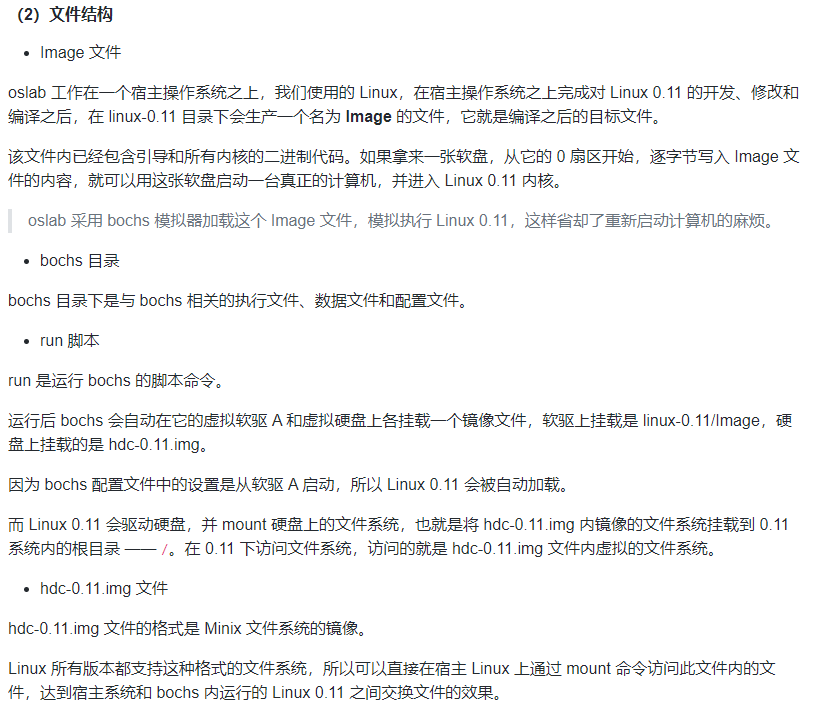 （2）文件结构
• Image 文件
oslab 工作在一个宿主操作系统之上，我们使用的 Linux，在宿主操作系统之上完成对 Linux 0.11 的开发、修改和
编译之后，在 linux-0.11 目录下会生产一个名为 Image 的文件，它就是编译之后的目标文件。
该文件内已经包含引导和所有内核的二进制代码。如果拿来一张软盘，从它的 0 扇区开始，逐字节写入 Image 文
件的内容，就可以用这张软盘启动一台真正的计算机，并进入 Linux 0.11 内核。
oslab 采用 bochs 模拟器加载这个 Image 文件，模拟执行 Linux 0.11，这样省却了重新启动计算机的麻烦。
• bochs 目录
bochs 目录下是与 bochs 相关的执行文件、数据文件和配置文件。
• run 脚本
run 是运行 bochs 的脚本命令。
运行后 bochs 会自动在它的虚拟软驱 A 和虚拟硬盘上各挂载一个镜像文件，软驱上挂载是 linux-0.11/Image，硬
盘上挂载的是 hdc-0.11.img。
因为 bochs 配置文件中的设置是从软驱 A 启动，所以 Linux 0.11 会被自动加载。
而 Linux 0.11 会驱动硬盘，并 mount 硬盘上的文件系统，也就是将 hdc-0.11.img 内镜像的文件系统挂载到 0.11
系统内的根目录 —— /。在 0.11 下访问文件系统，访问的就是 hdc-0.11.img 文件内虚拟的文件系统。
• hdc-0.11.img 文件
hdc-0.11.img 文件的格式是 Minix 文件系统的镜像。
Linux 所有版本都支持这种格式的文件系统，所以可以直接在宿主 Linux 上通过 mount 命令访问此文件内的文
件，达到宿主系统和 bochs 内运行的 Linux 0.11 之间交换文件的效果。